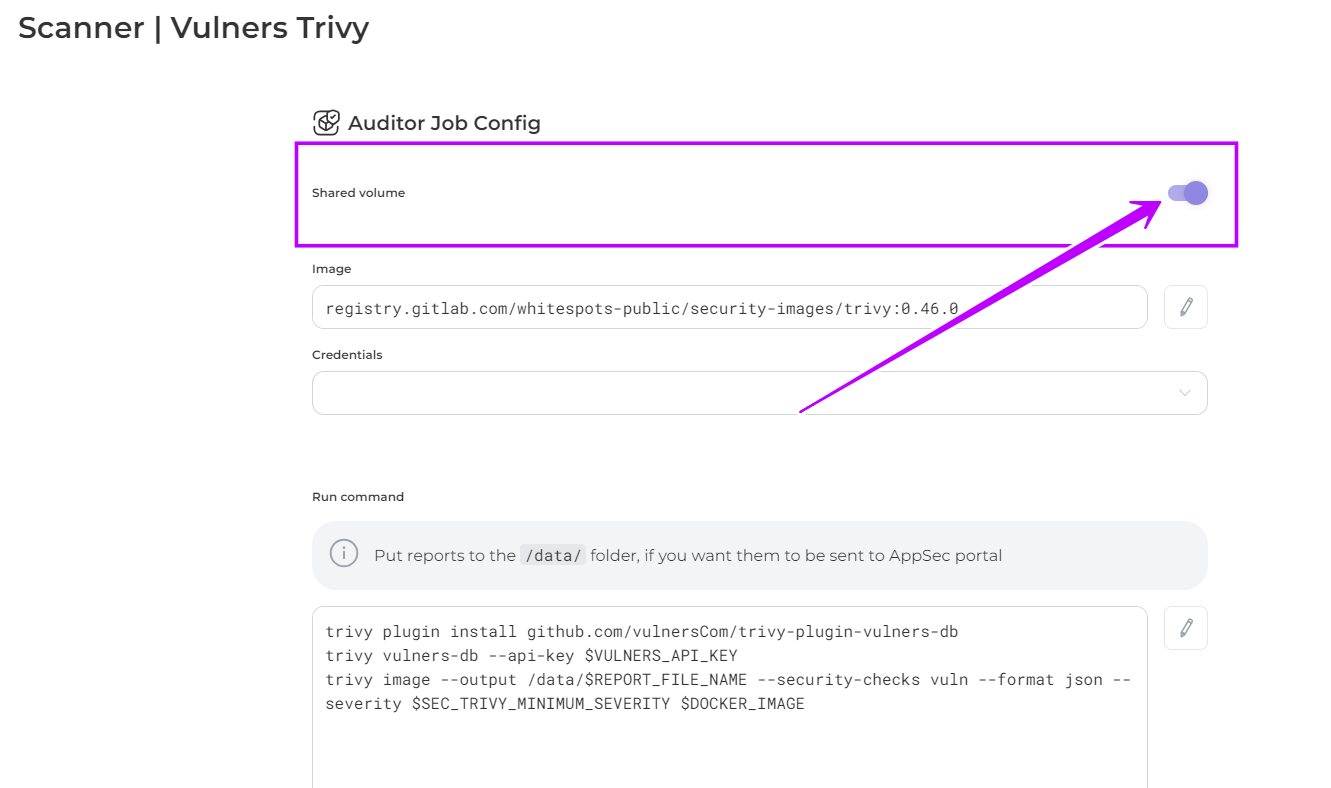 Scanner | Vulners Trivy
Auditor Job Config
Shared volume
Image
registry.gitlab.com/whitespots-public/security-images/trivy:0.46.0
Credentials
Run command
Put reports to the /data/ folder, if you want them to be sent to AppSec portal
trivy plugin install github.com/vulnersCom/trivy-plugin-vulners-db
trivy vulners-db --api-key $VULNERS_API_KEY
trivy image --output /data/$REPORT_FILE_NAME --security-checks vuln --format json --
severity $SEC_TRIVY_MINIMUM_SEVERITY $DOCKER_IMAGE